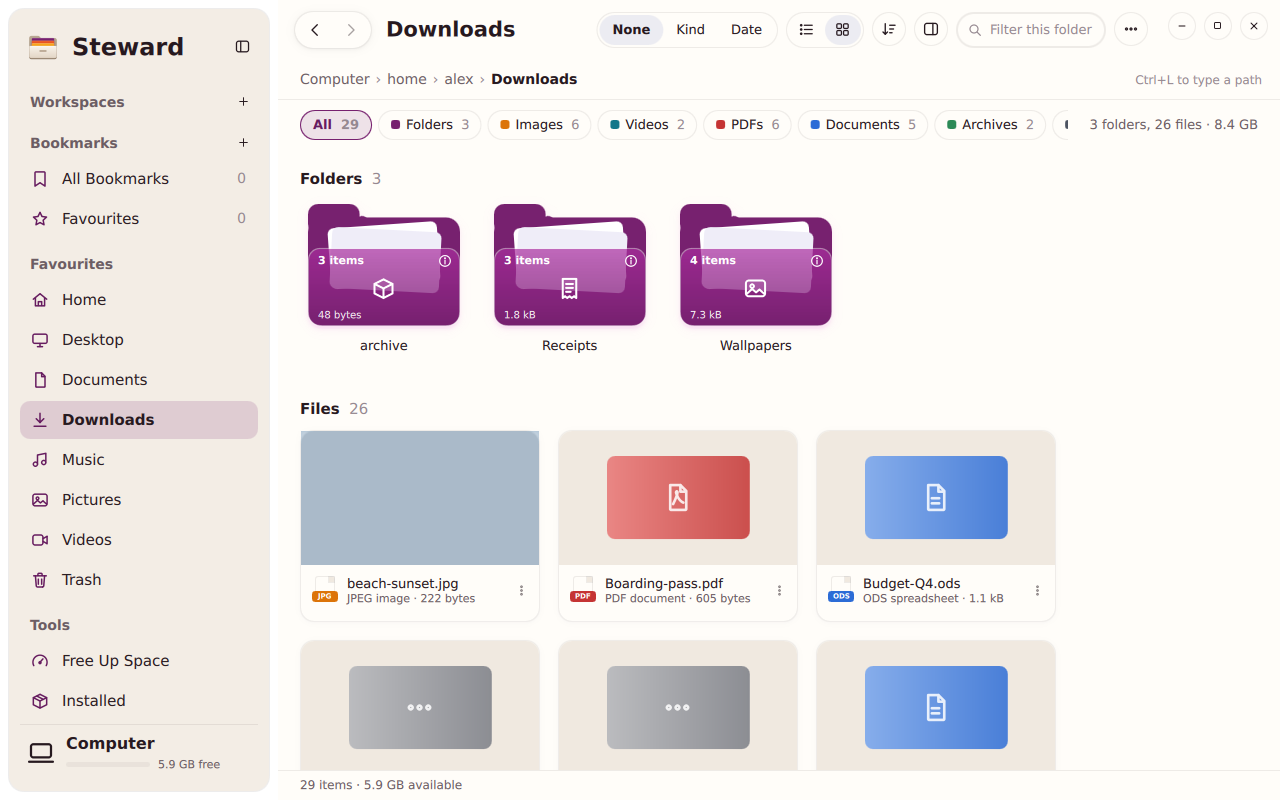 Steward
Workspaces
Bookmarks
All Bookmarks 0
Favourites 0
Favourites
Home
Desktop
Documents
Downloads
Music
Pictures
Videos
Trash
Tools
Free Up Space
Installed
Computer
5.9 GB free
Downloads
None Kind Date
Filter this folder
Computer › home › alex › Downloads
Ctrl+L to type a path
All 29 Folders 3 Images 6 Videos 2 PDFs 6 Documents 5 Archives 2
3 folders, 26 files · 8.4 GB
Folders 3
3 items
48 bytes
archive
3 items
1.8 kB
Receipts
4 items
7.3 kB
Wallpapers
Files 26
JPG
beach-sunset.jpg
JPEG image · 222 bytes
PDF
Boarding-pass.pdf
PDF document · 605 bytes
ODS
Budget-Q4.ods
ODS spreadsheet · 1.1 kB
29 items · 5.9 GB available